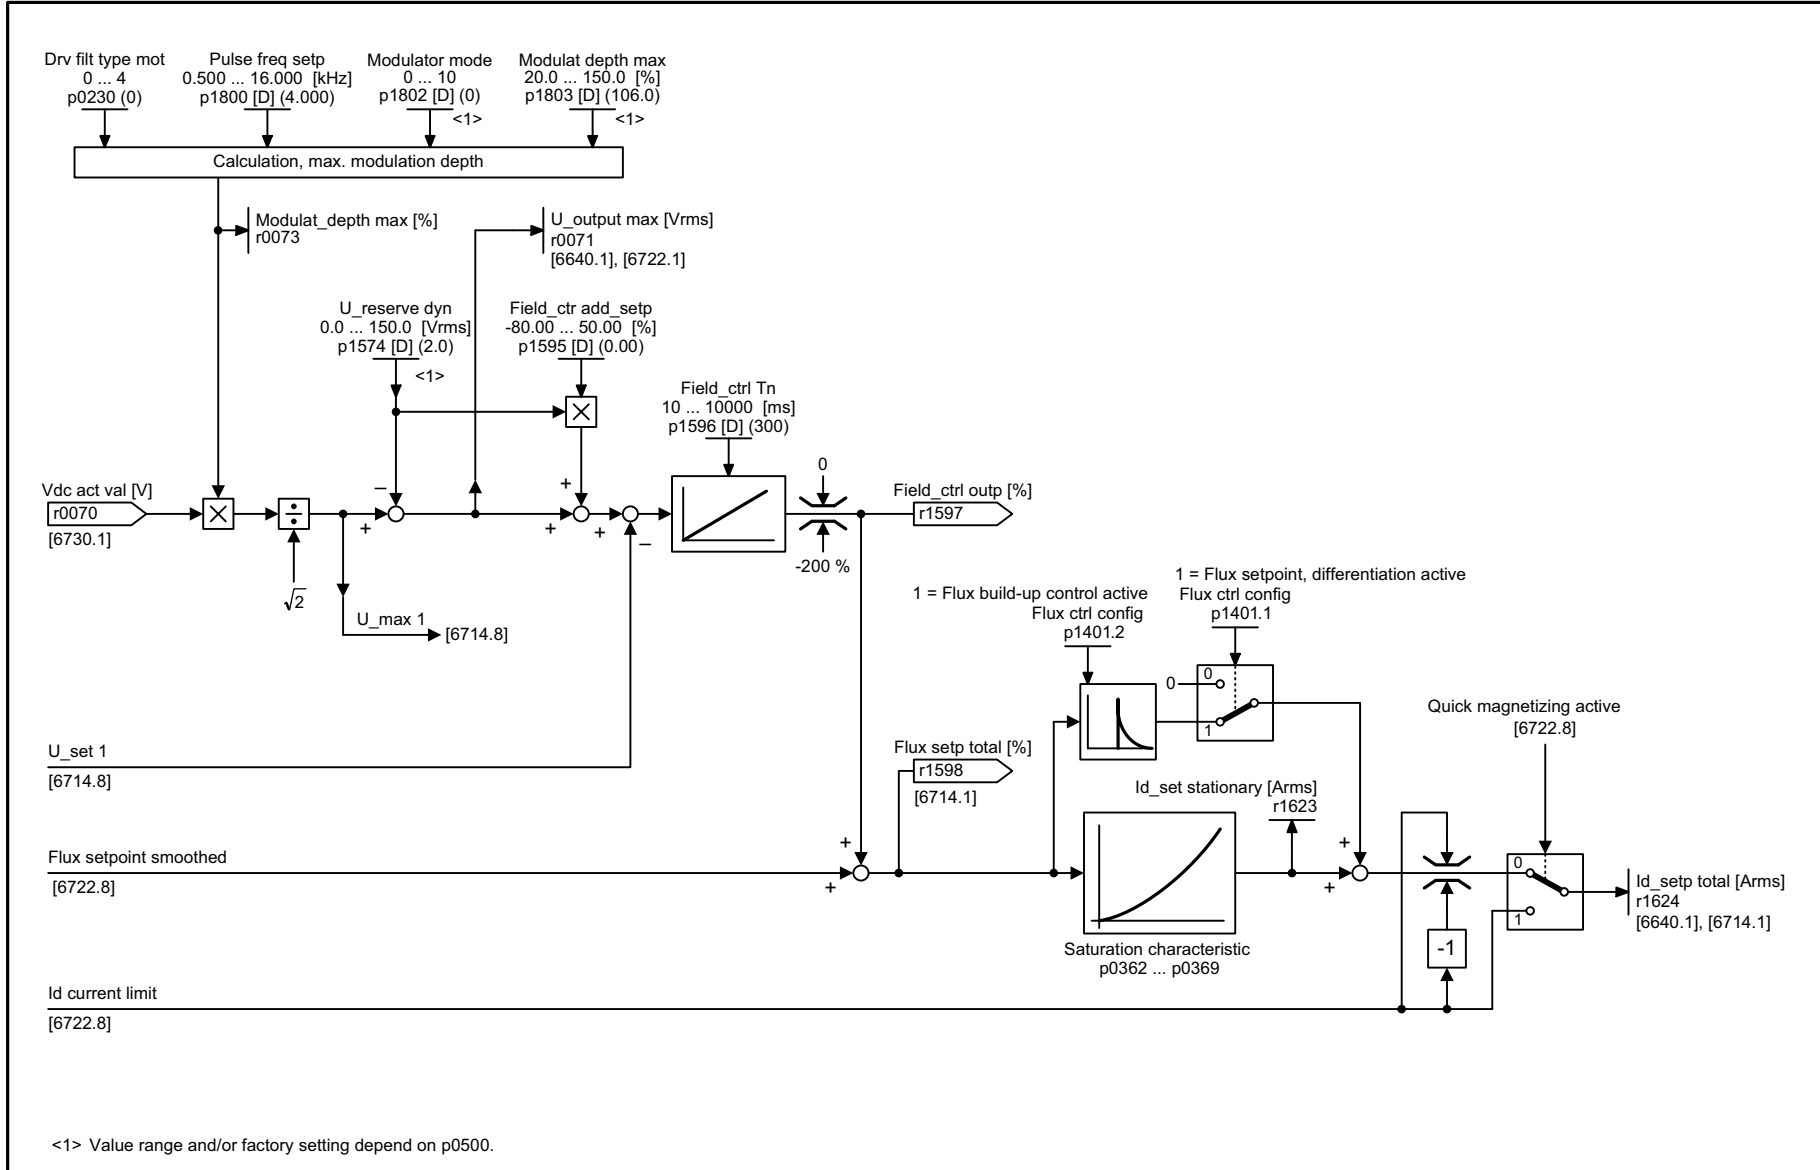 Drv filt type mot
0 ... 4
p0230 (0)
Pulse freq setp
0.500 ... 16.000 [kHz]
p1800 [D] (4.000)
Modulator mode
0 ... 10
p1802 [D] (0)
<1>
Modulat depth max
20.0 ... 150.0 [%]
p1803 [D] (106.0)
<1>
Calculation, max. modulation depth
Modulat_depth max [%]
r0073
U_output max [Vrms]
r0071
[6640.1], [6722.1]
U_reserve dyn
0.0 ... 150.0 [Vrms]
p1574 [D] (2.0)
<1>
Field_ctr add_setp
-80.00 ... 50.00 [%]
p1595 [D] (0.00)
Field_ctrl Tn
10 ... 10000 [ms]
p1596 [D] (300)
Vdc act val [V]
r0070
[6730.1]
×
÷
√2
–
+
×
+
+
+
–
0
-200 %
Field_ctrl outp [%]
r1597
U_max 1
[6714.8]
1 = Flux build-up control active
Flux ctrl config
p1401.2
1 = Flux setpoint, differentiation active
Flux ctrl config
p1401.1
0
0
1
U_set 1
[6714.8]
Flux setp total [%]
r1598
[6714.1]
Quick magnetizing active
[6722.8]
Id_set stationary [Arms]
r1623
Flux setpoint smoothed
[6722.8]
+
+
+
+
Saturation characteristic
p0362 ... p0369
-1
0
1
Id_setp total [Arms]
r1624
[6640.1], [6714.1]
Id current limit
[6722.8]
<1> Value range and/or factory setting depend on p0500.